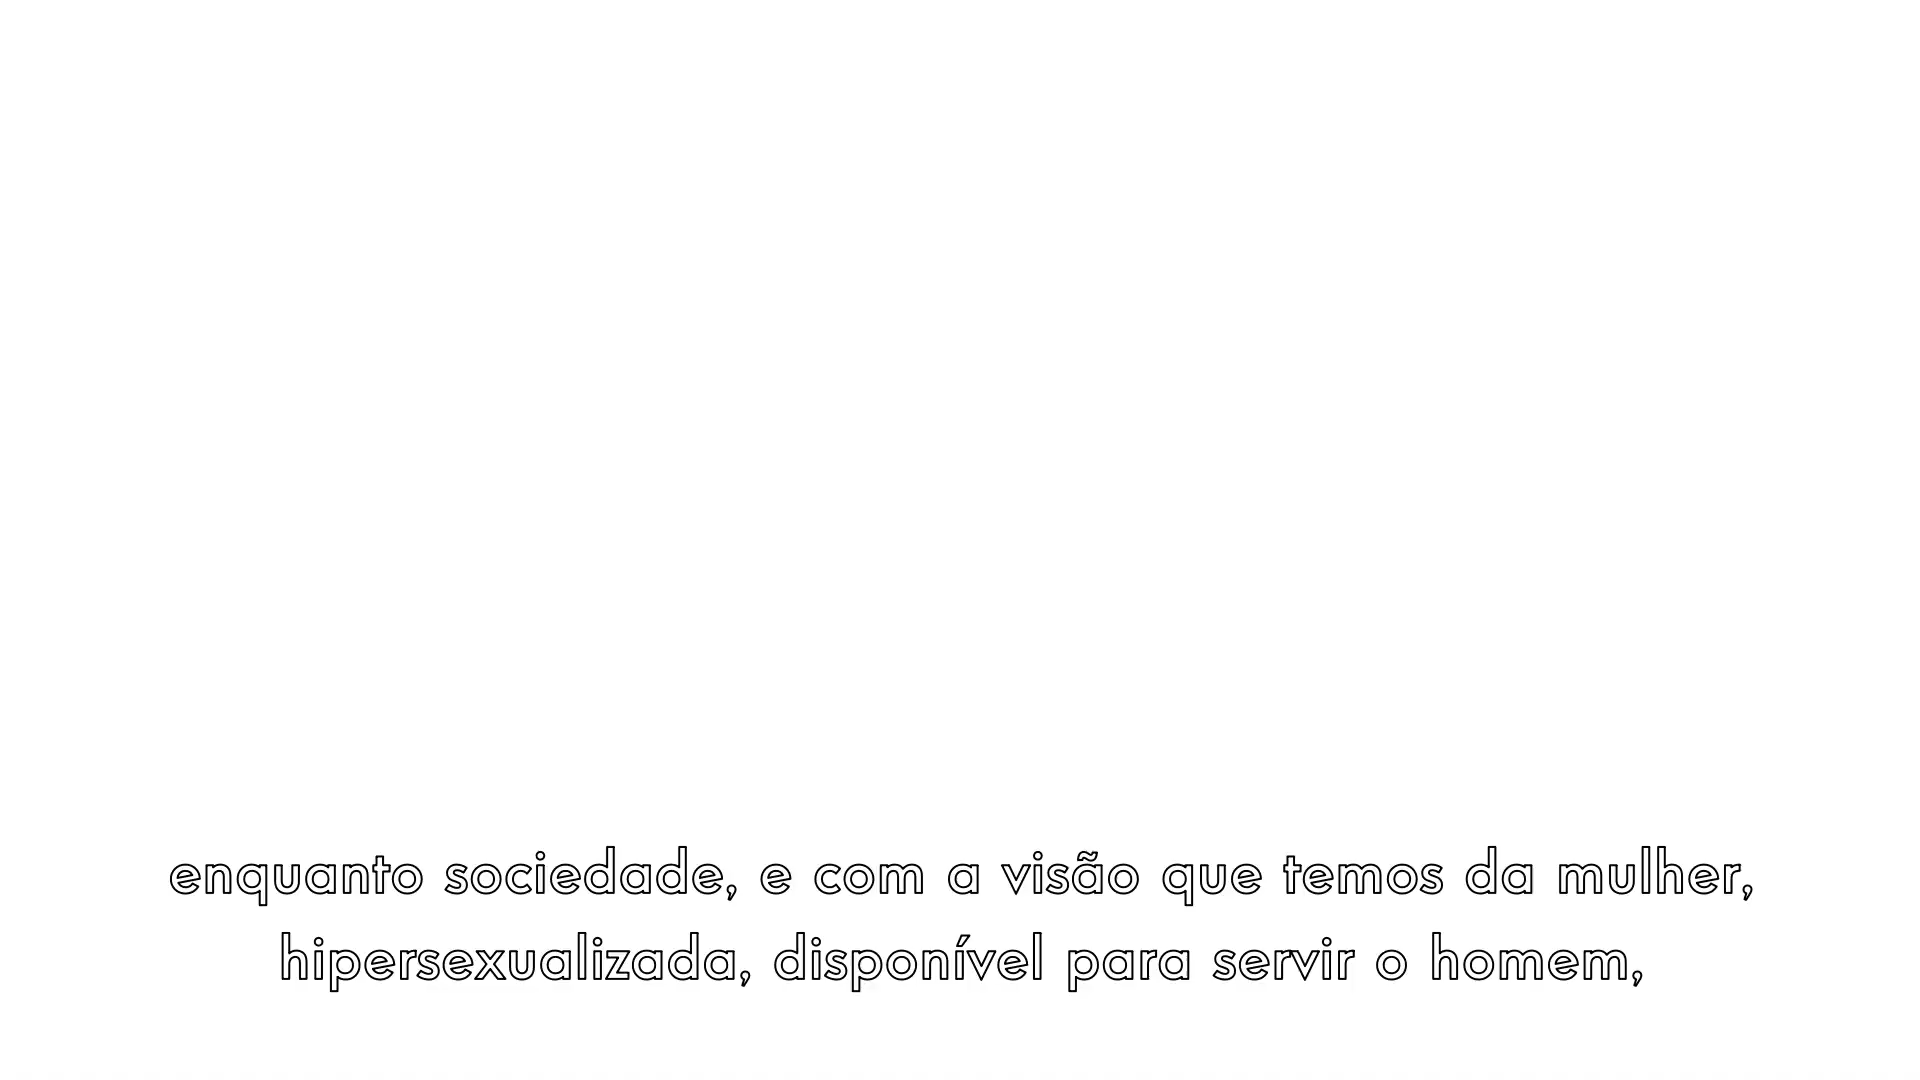 enquanto sociedade, e com a visão que temos da mulher,
hipersexualizada, disponível para servir o homem,